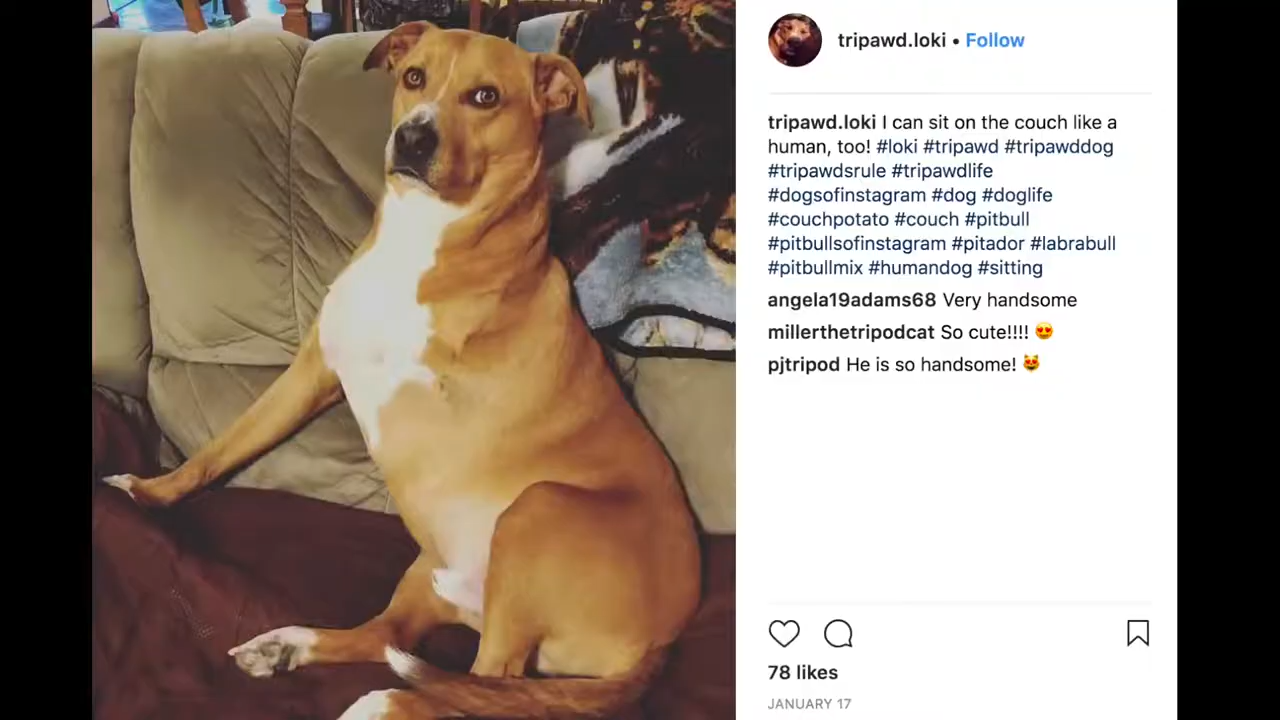 tripawd.loki • Follow
tripawd.loki I can sit on the couch like a
human, too! #loki #tripawd #tripawddog
#tripawdsrule #tripawdlife
#dogsofinstagram #dog #doglife
#couchpotato #couch #pitbull
#pitbullsofinstagram #pitador #labrabull
#pitbullmix #humandog #sitting
angela19adams68 Very handsome
millerthetripodcat So cute!!!! 😍
pjtripod He is so handsome! 😻
78 likes
JANUARY 17